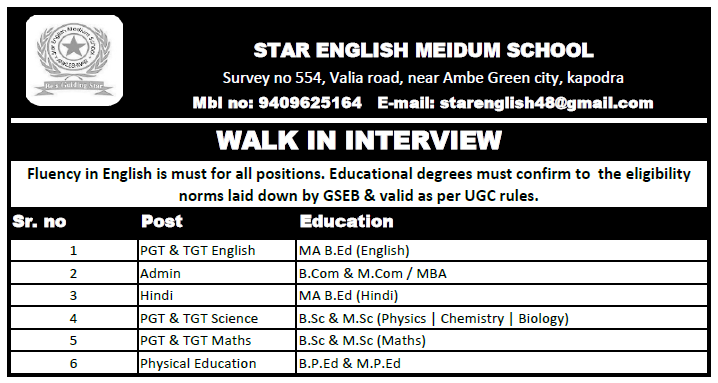 STAR ENGLISH MEIDUM SCHOOL
Survey no 554, Valia road, near Ambe Green city, kapodra
Mbl no: 9409625164 E-mail: starenglish48@gmail.com
WALK IN INTERVIEW
Fluency in English is must for all positions. Educational degrees must confirm to the eligibility
norms laid down by GSEB & valid as per UGC rules.
Sr. no Post Education
1 PGT & TGT English MA B.Ed (English)
2 Admin B.Com & M.Com / MBA
3 Hindi MA B.Ed (Hindi)
4 PGT & TGT Science B.Sc & M.Sc (Physics | Chemistry | Biology)
5 PGT & TGT Maths B.Sc & M.Sc (Maths)
6 Physical Education B.P.Ed & M.P.Ed